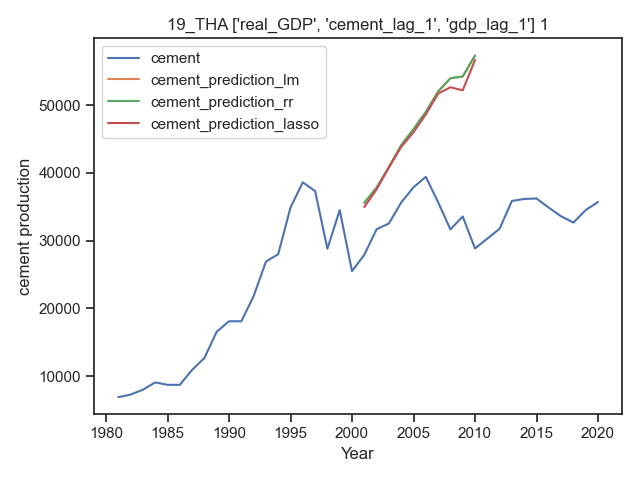 19_THA ['real_GDP', 'cement_lag_1', 'gdp_lag_1'] 1
cement
cement_prediction_lm
cement_prediction_rr
cement_prediction_lasso
cement production
50000
40000
30000
20000
10000
1980 1985 1990 1995 2000 2005 2010 2015 2020
Year